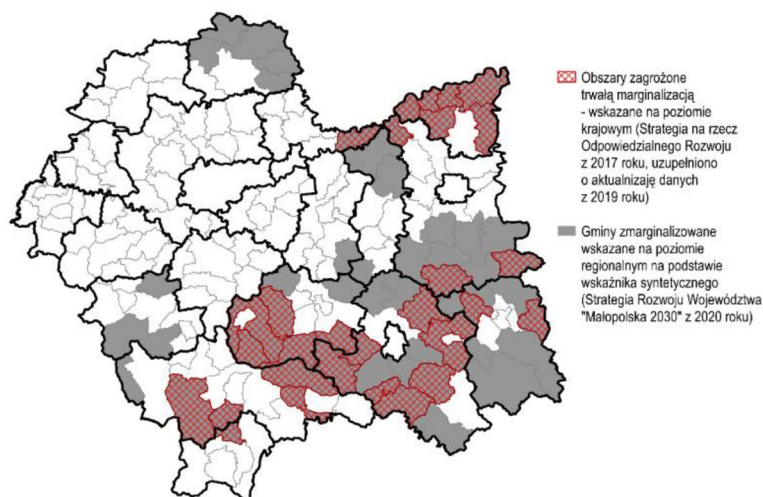 Obszary zagrożone
trwałą marginalizacją
- wskazane na poziomie
krajowym (Strategia na rzecz
Odpowiedzialnego Rozwoju
z 2017 roku, uzupełniono
o aktualizaję danych
z 2019 roku)
Gminy zmarginalizowane
wskazane na poziomie
regionalnym na podstawie
wskaźnika syntetycznego
(Strategia Rozwoju Województwa
"Małopolska 2030" z 2020 roku)